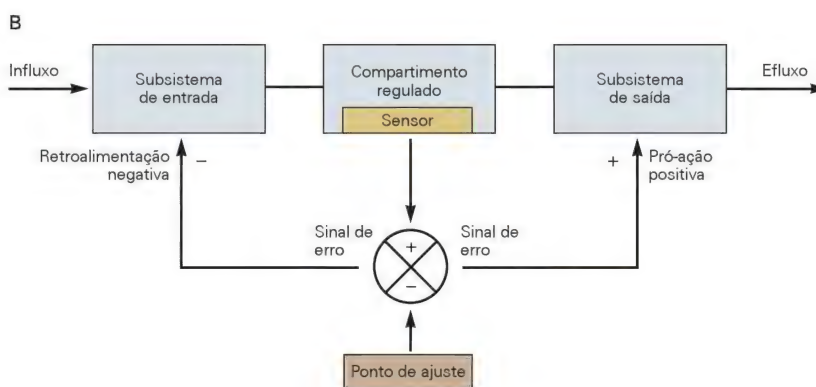 B
Influxo
Subsistema
de entrada
Compartimento
regulado
Sensor
Subsistema
de saída
Efluxo
Retroalimentação
negativa
−
+
Pró-ação
positiva
Sinal de
erro
+
−
Sinal de
erro
Ponto de ajuste